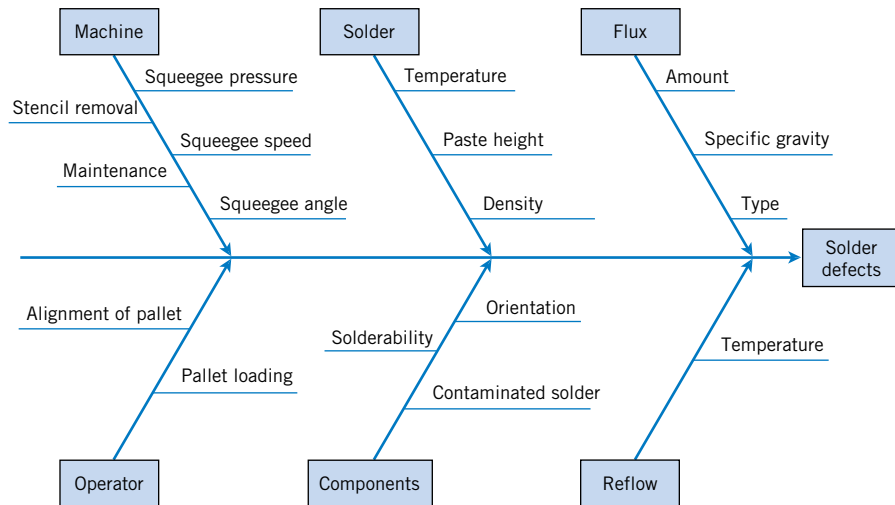 Machine
Solder
Flux
Squeegee pressure
Temperature
Amount
Stencil removal
Squeegee speed
Paste height
Specific gravity
Maintenance
Squeegee angle
Density
Type
Solder
defects
Alignment of pallet
Orientation
Solderability
Temperature
Pallet loading
Contaminated solder
Operator
Components
Reflow